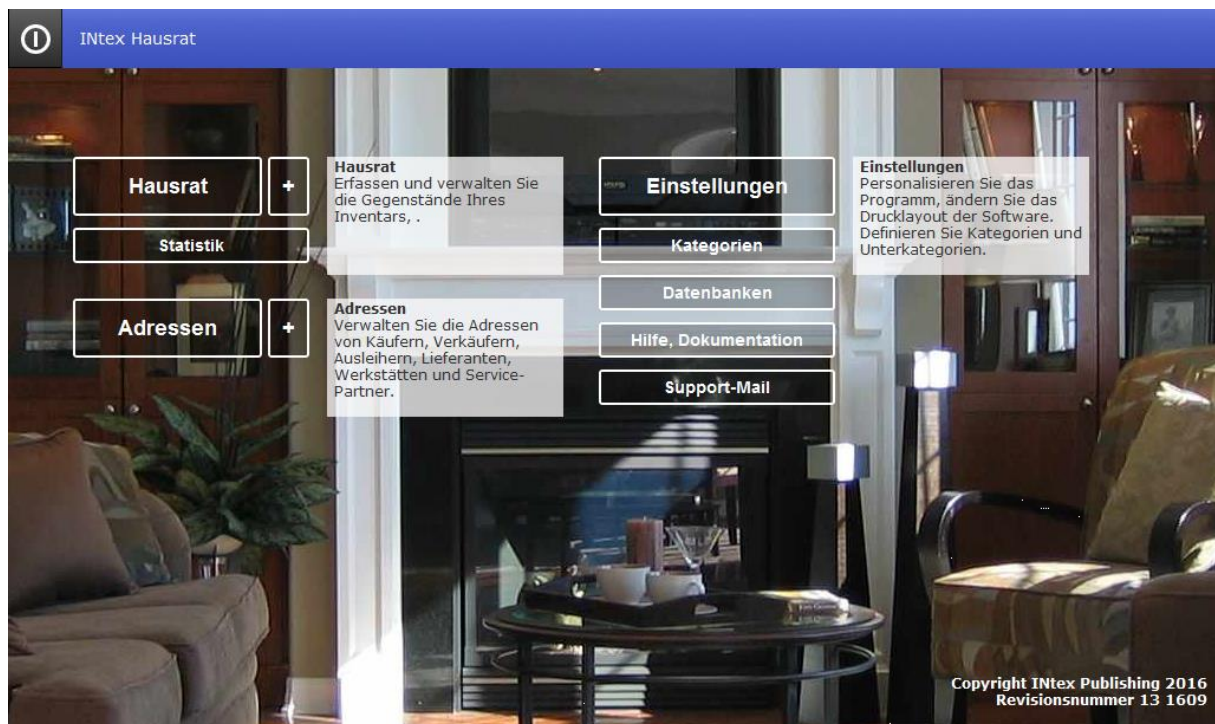 INtex Hausrat
Hausrat
+
Statistik
Hausrat
Erfassen und verwalten Sie
die Gegenstände Ihres
Inventars, .
Adressen
+
Adressen
Verwalten Sie die Adressen
von Käufern, Verkäufern,
Ausleihern, Lieferanten,
Werkstätten und Service-
Partner.
Einstellungen
Kategorien
Datenbanken
Hilfe, Dokumentation
Support-Mail
Einstellungen
Personalisieren Sie das
Programm, ändern Sie das
Drucklayout der Software.
Definieren Sie Kategorien und
Unterkategorien.
Copyright INtex Publishing 2016
Revisionsnummer 13 1609